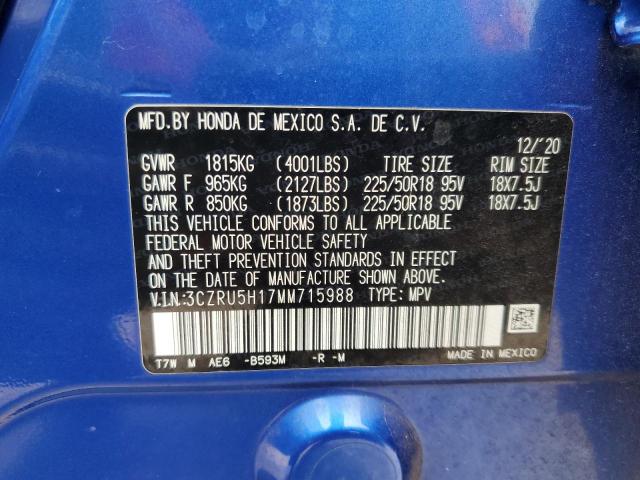 MFD.BY HONDA DE MEXICO S.A. DE C.V.
12/'20
GVWR 1815KG (4001LBS) TIRE SIZE RIM SIZE
GAWR F 965KG (2127LBS) 225/50R18 95V 18X7.5J
GAWR R 850KG (1873LBS) 225/50R18 95V 18X7.5J
THIS VEHICLE CONFORMS TO ALL APPLICABLE
FEDERAL MOTOR VEHICLE SAFETY
AND THEFT PREVENTION STANDARDS IN EFFECT
ON THE DATE OF MANUFACTURE SHOWN ABOVE.
V.I.N:3CZRU5H17MM715988 TYPE: MPV
T7W M AE6 -B593M -R -M MADE IN MEXICO